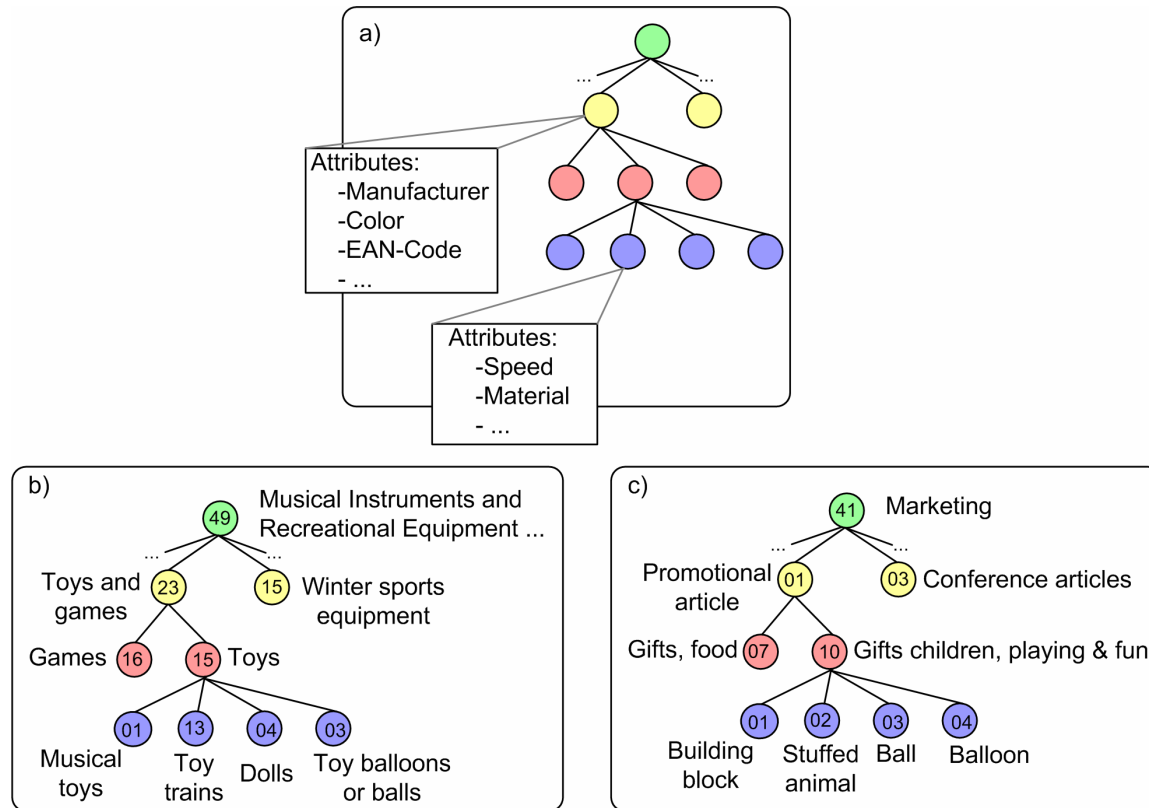 a)
...
...
Attributes:
-Manufacturer
-Color
-EAN-Code
- ...
Attributes:
-Speed
-Material
- ...
b)
49
Musical Instruments and
Recreational Equipment ...
...
...
Toys and
games
23
15
Winter sports
equipment
Games
16
15
Toys
01
13
04
03
Musical
toys
Toy
trains
Dolls
Toy balloons
or balls
c)
41
Marketing
...
...
Promotional
article
01
03
Conference articles
Gifts, food
07
10
Gifts children, playing & fun
01
02
03
04
Building
block
Stuffed
animal
Ball
Balloon